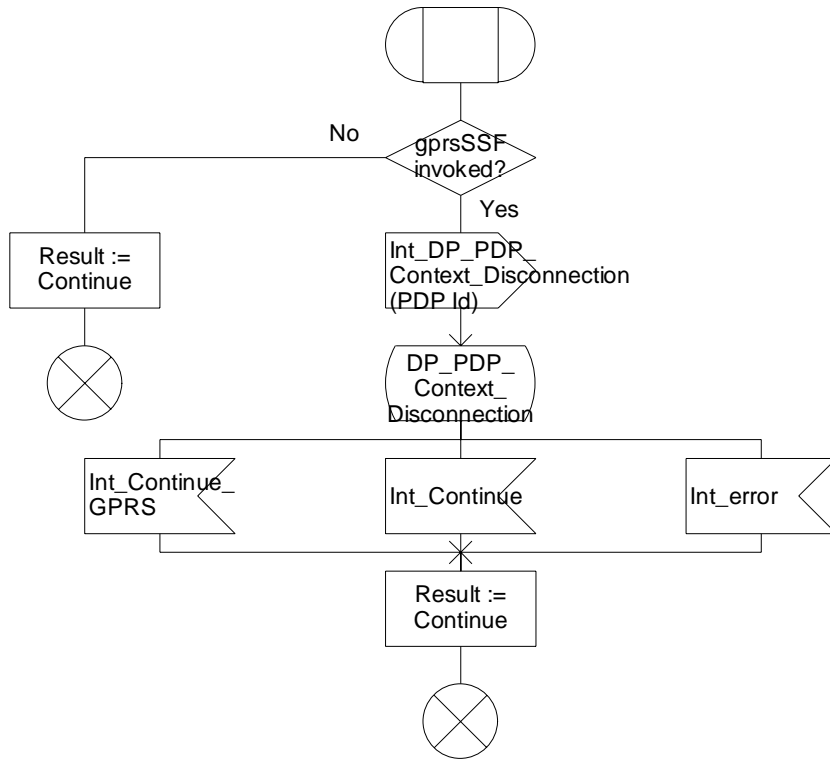 No
gprsSSF
invoked?
Yes
Result :=
Continue
Int_DP_PDP_
Context_Disconnection
(PDP Id)
DP_PDP_
Context_
Disconnection
Int_Continue_
GPRS
Int_Continue
Int_error
Result :=
Continue